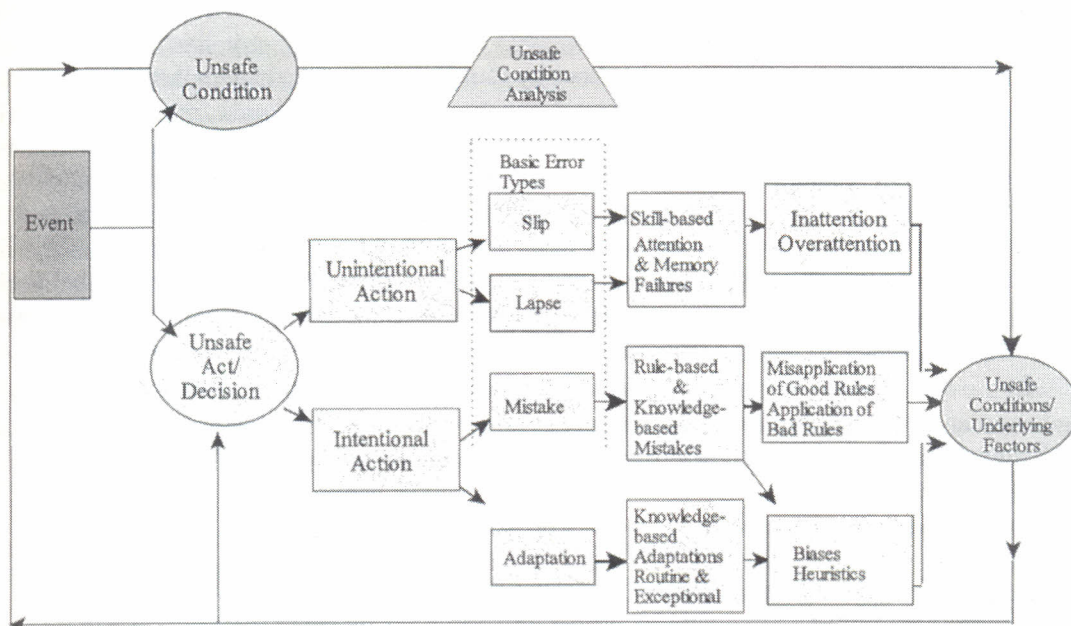 Unsafe
Condition
Unsafe
Condition
Analysis
Event
Basic Error
Types
Slip
Skill-based
Attention
& Memory
Failures
Inattention
Overattention
Unintentional
Action
Lapse
Unsafe
Act/
Decision
Mistake
Rule-based
&
Knowledge-
based
Mistakes
Misapplication
of Good Rules
Application of
Bad Rules
Unsafe
Conditions/
Underlying
Factors
Intentional
Action
Adaptation
Knowledge-
based
Adaptations
Routine &
Exceptional
Biases
Heuristics